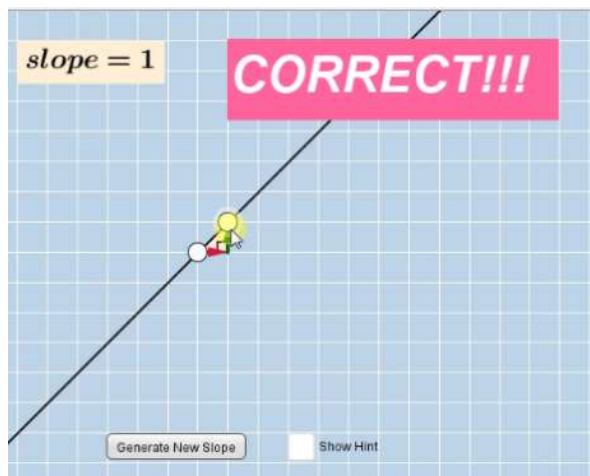 slope = 1
CORRECT!!!
Generate New Slope
Show Hint